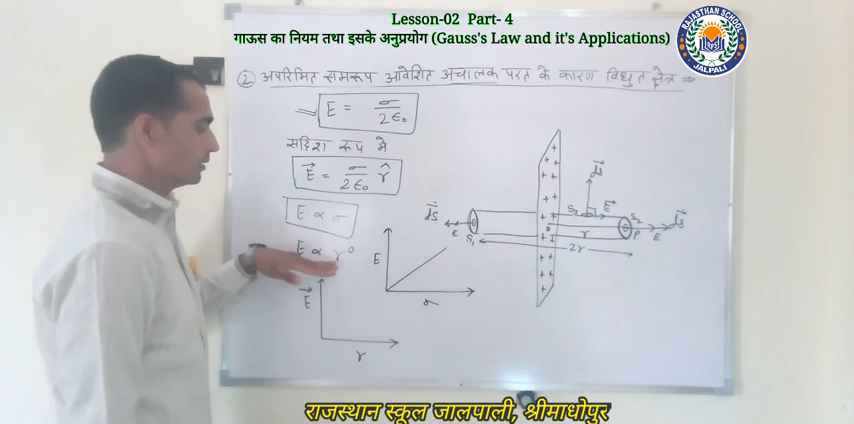 Lesson-02 Part- 4
गाऊस का नियम तथा इसके अनुप्रयोग (Gauss's Law and it's Applications)
RAJASTHAN SCHOOL
JALPALI
② अपरिमित समरूप आवेशित अचालक परत के कारण विधुत क्षेत्र ⇒
E = σ/2ε₀
सदिश रूप में
E⃗ = σ/2ε₀ r̂
E ∝ σ
E ∝ r⁰
E
σ
E⃗
r
dS⃗
E
S₁
dS⃗
S₃
E⃗
S₂
r
P
E
dS⃗
2r
राजस्थान स्कूल जालपाली, श्रीमाधोपुर